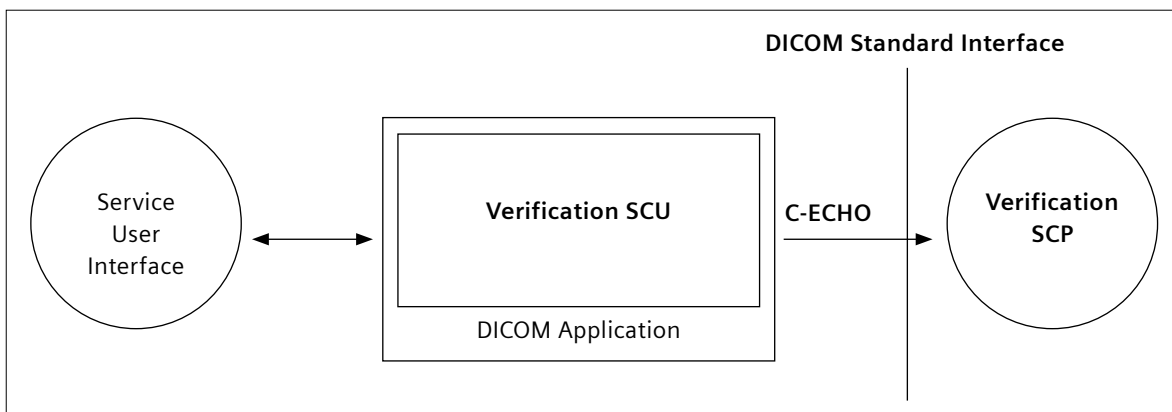 DICOM Standard Interface
Service
User
Interface
Verification SCU
DICOM Application
C-ECHO
Verification
SCP